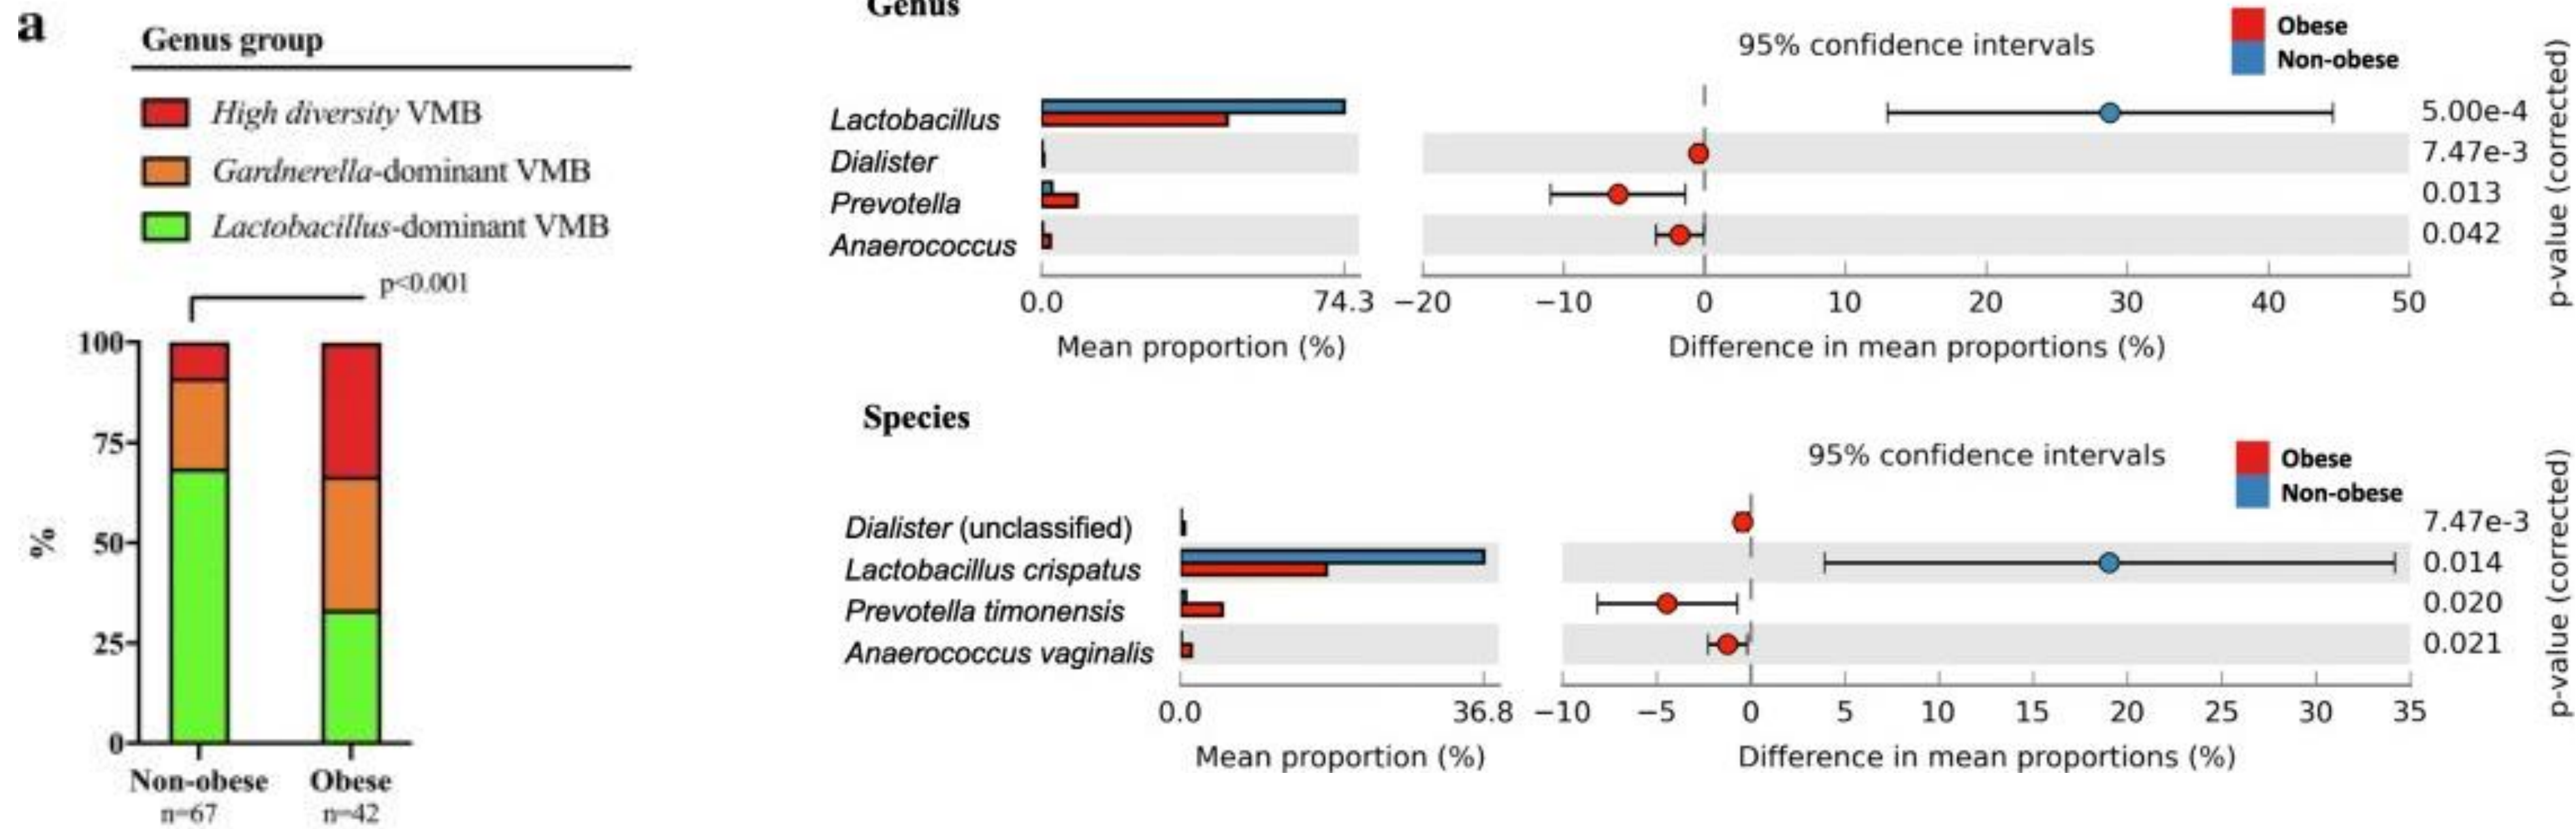 a
Genus group
High diversity VMB
Gardnerella-dominant VMB
Lactobacillus-dominant VMB
p<0.001
100
75
50
25
0
%
Non-obese
n=67
Obese
n=42
Genus
95% confidence intervals
Obese
Non-obese
Lactobacillus
Dialister
Prevotella
Anaerococcus
5.00e-4
7.47e-3
0.013
0.042
p-value (corrected)
0.0 74.3
Mean proportion (%)
−20 −10 0 10 20 30 40 50
Difference in mean proportions (%)
Species
95% confidence intervals
Obese
Non-obese
Dialister (unclassified)
Lactobacillus crispatus
Prevotella timonensis
Anaerococcus vaginalis
7.47e-3
0.014
0.020
0.021
p-value (corrected)
0.0 36.8
Mean proportion (%)
−10 −5 0 5 10 15 20 25 30 35
Difference in mean proportions (%)